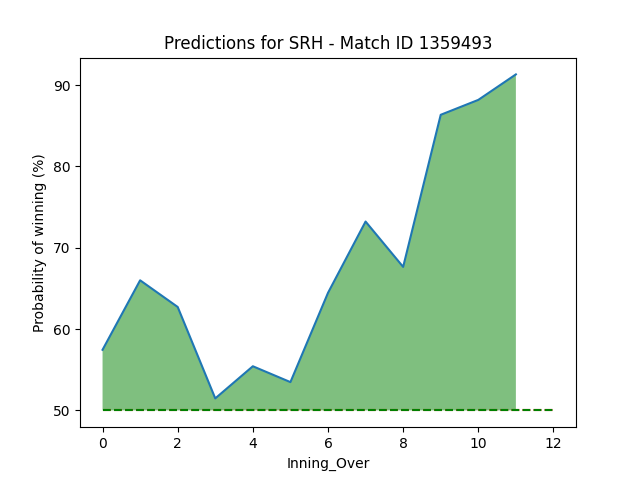 Predictions for SRH - Match ID 1359493
Probability of winning (%)
90
80
70
60
50
0 2 4 6 8 10 12
Inning_Over